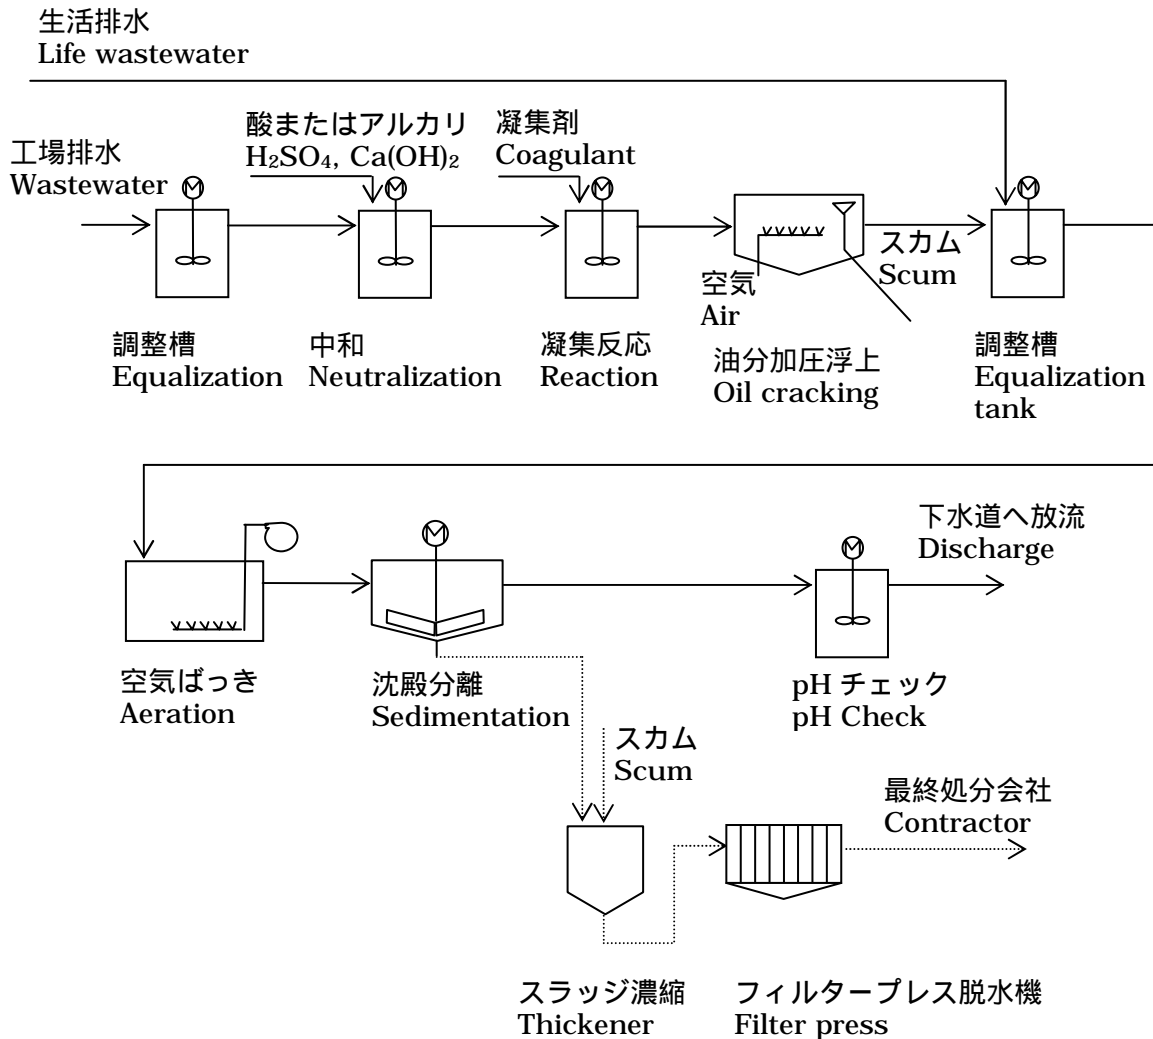 生活排水
Life wastewater
工場排水
Wastewater
酸またはアルカリ
H₂SO₄, Ca(OH)₂
凝集剤
Coagulant
M
M
M
M
空気
Air
スカム
Scum
調整槽
Equalization
中和
Neutralization
凝集反応
Reaction
油分加圧浮上
Oil cracking
調整槽
Equalization
tank
M
M
下水道へ放流
Discharge
空気ばっき
Aeration
沈殿分離
Sedimentation
pH チェック
pH Check
スカム
Scum
最終処分会社
Contractor
スラッジ濃縮
Thickener
フィルタープレス脱水機
Filter press